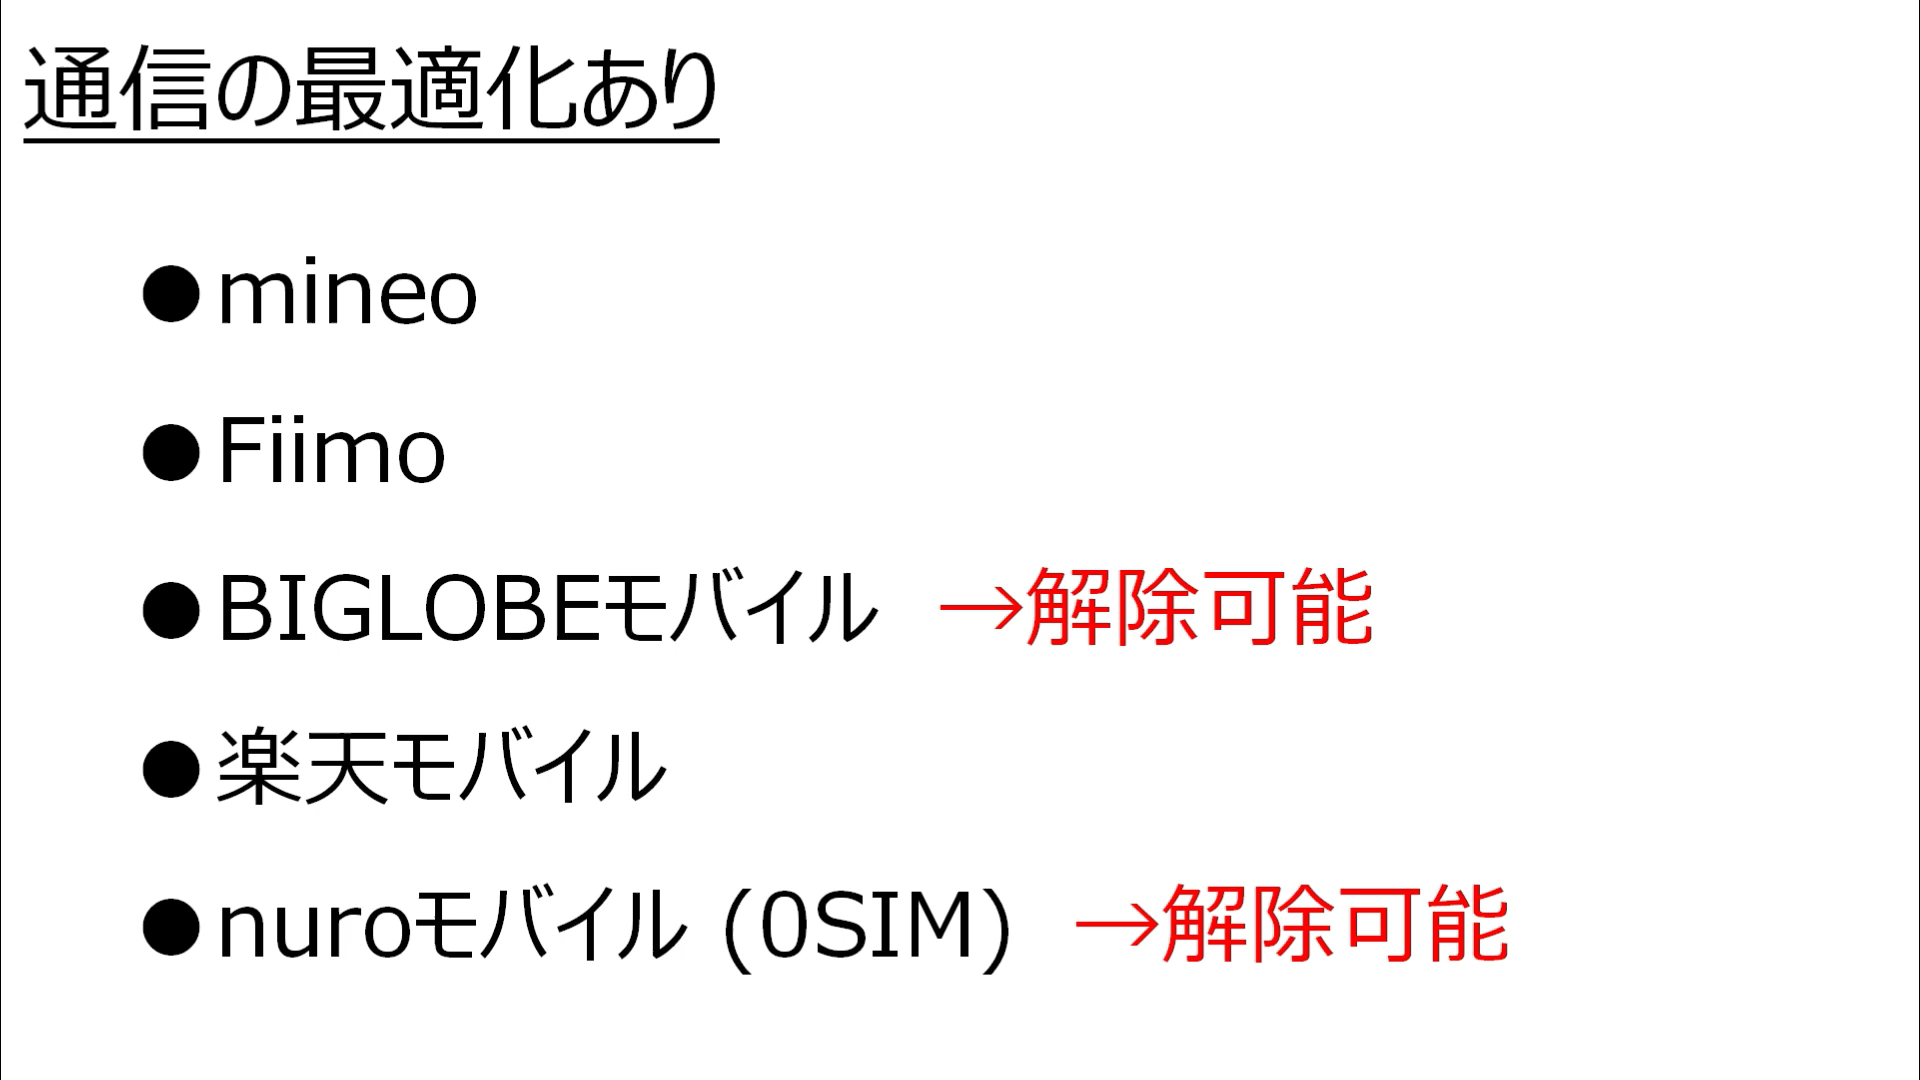 通信の最適化あり
●mineo
●Fiimo
●BIGLOBEモバイル →解除可能
●楽天モバイル
●nuroモバイル (0SIM) →解除可能